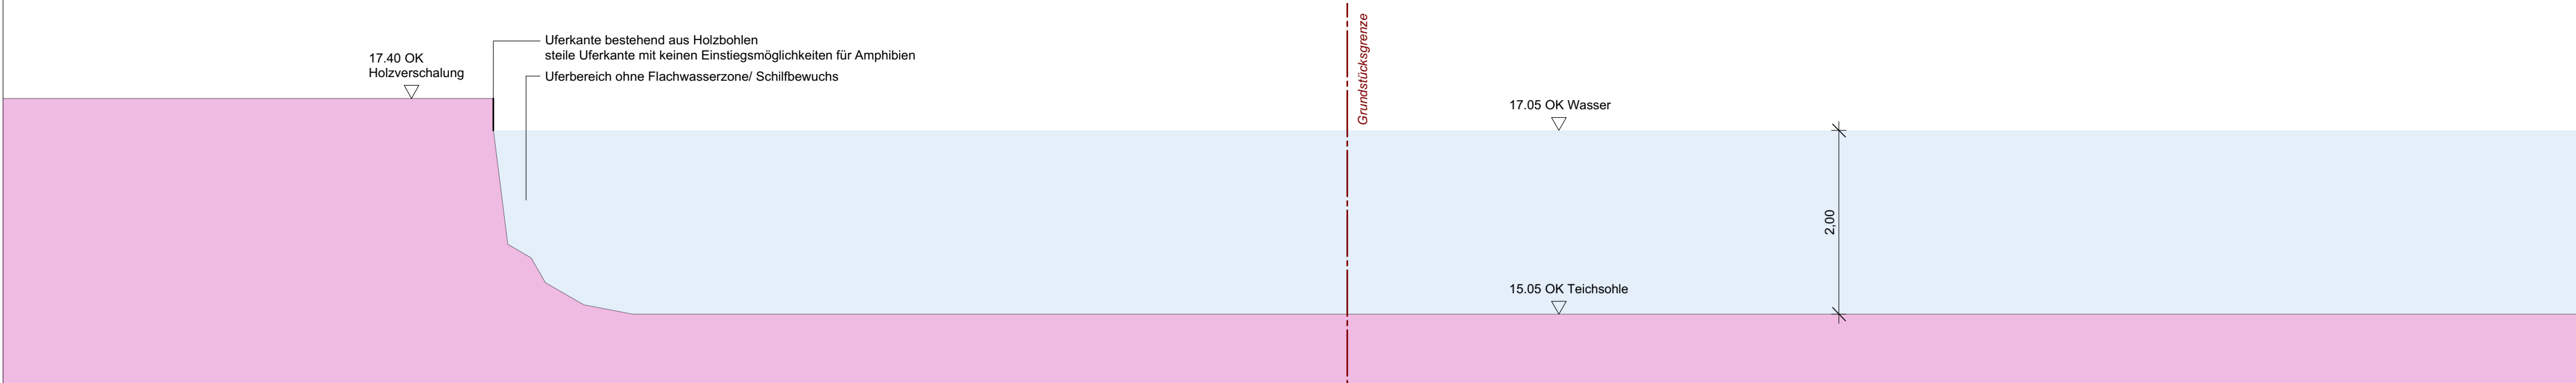 Uferkante bestehend aus Holzbohlen
steile Uferkante mit keinen Einstiegsmöglichkeiten für Amphibien
Uferbereich ohne Flachwasserzone/ Schilfbewuchs
17.40 OK
Holzverschalung
Grundstücksgrenze
17.05 OK Wasser
2,00
15.05 OK Teichsohle